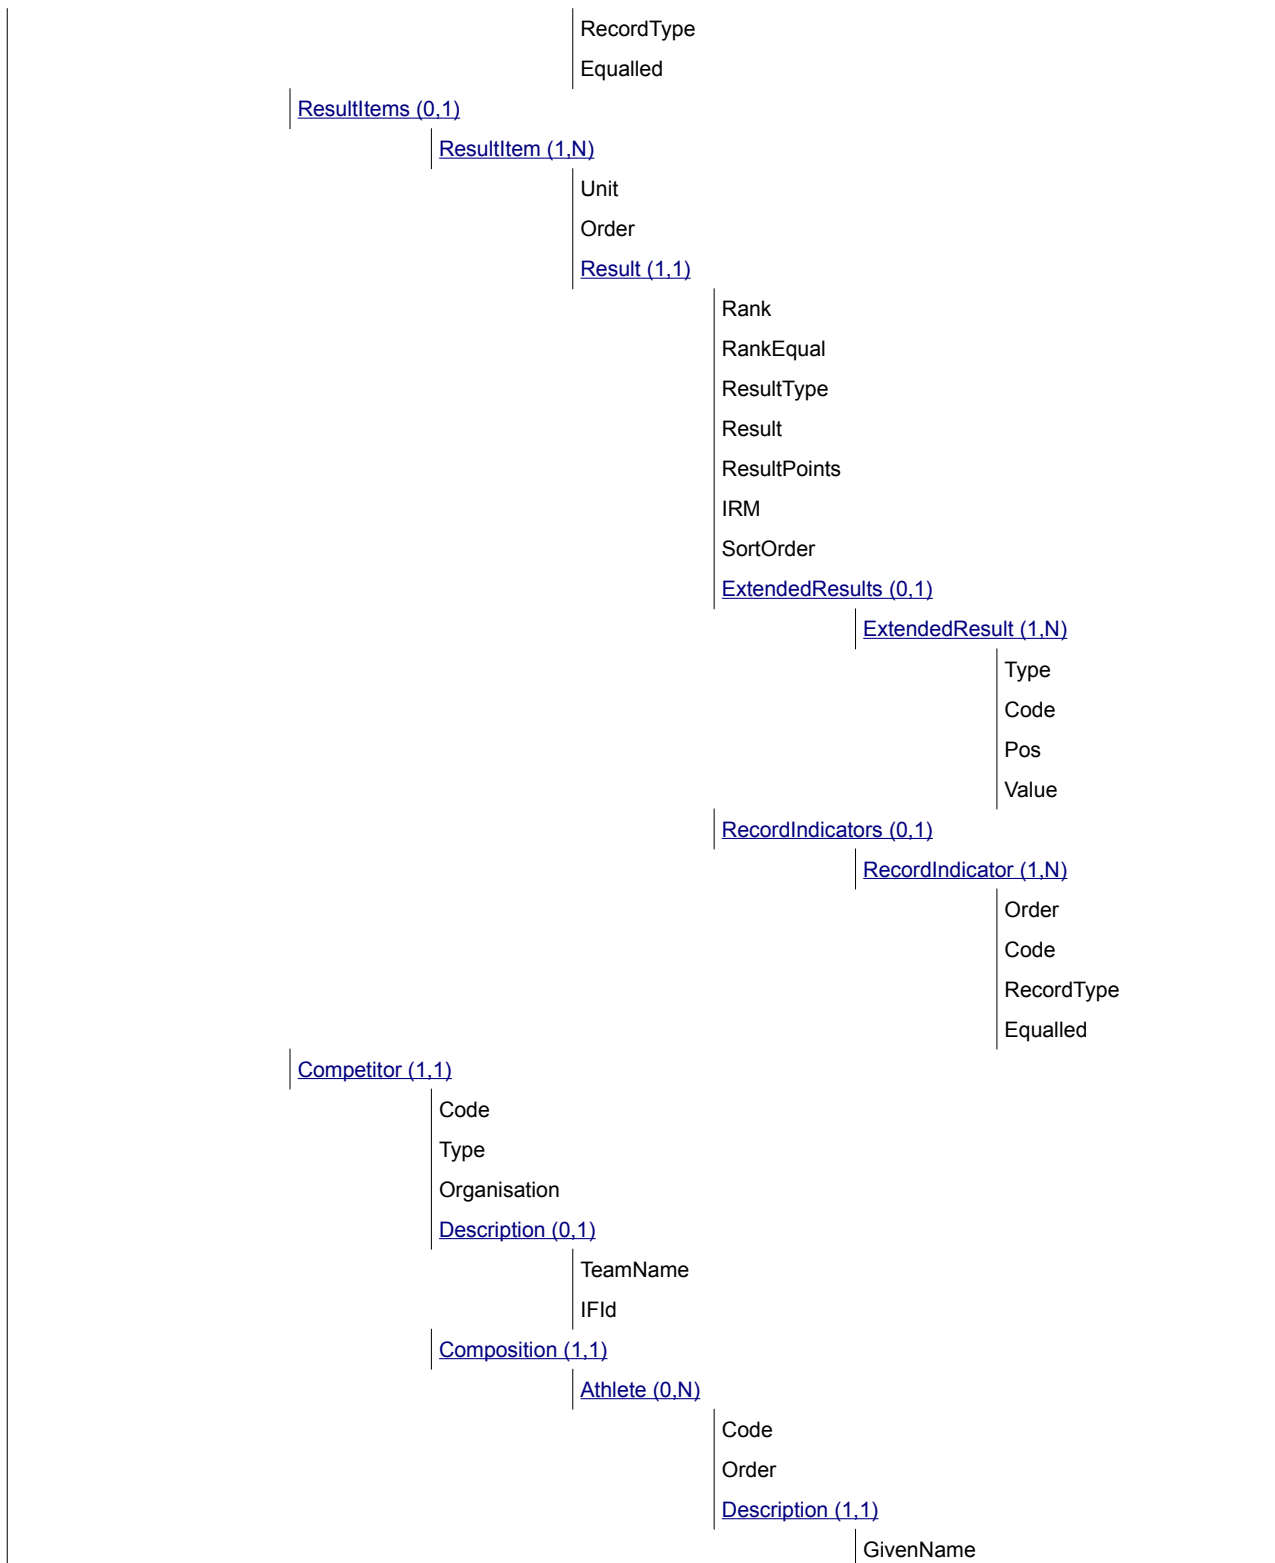 RecordType
Equalled
ResultItems (0,1)
ResultItem (1,N)
Unit
Order
Result (1,1)
Rank
RankEqual
ResultType
Result
ResultPoints
IRM
SortOrder
ExtendedResults (0,1)
ExtendedResult (1,N)
Type
Code
Pos
Value
RecordIndicators (0,1)
RecordIndicator (1,N)
Order
Code
RecordType
Equalled
Competitor (1,1)
Code
Type
Organisation
Description (0,1)
TeamName
IFId
Composition (1,1)
Athlete (0,N)
Code
Order
Description (1,1)
GivenName